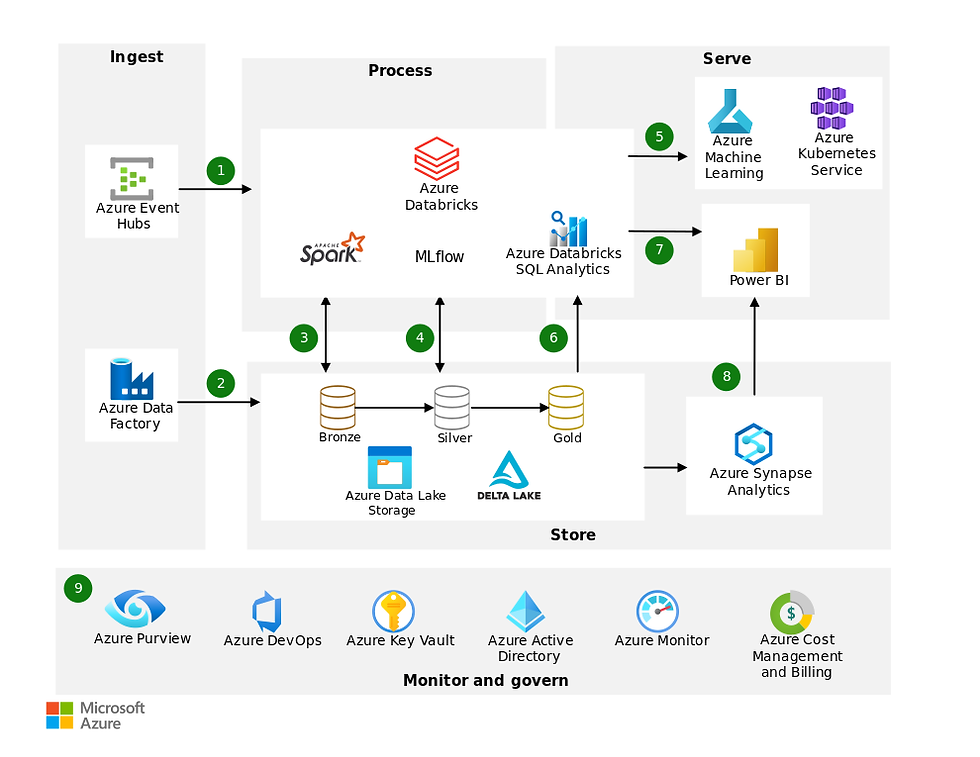 Ingest
Process
Serve
Azure Event
Hubs
1
Azure
Databricks
APACHE
Spark
MLflow
Azure Databricks
SQL Analytics
5
Azure
Machine
Learning
Azure
Kubernetes
Service
7
Power BI
3
4
6
8
Azure Data
Factory
2
Bronze
Silver
Gold
Azure Data Lake
Storage
DELTA LAKE
Azure Synapse
Analytics
Store
9
Azure Purview
Azure DevOps
Azure Key Vault
Azure Active
Directory
Azure Monitor
$
Azure Cost
Management
and Billing
Monitor and govern
Microsoft
Azure